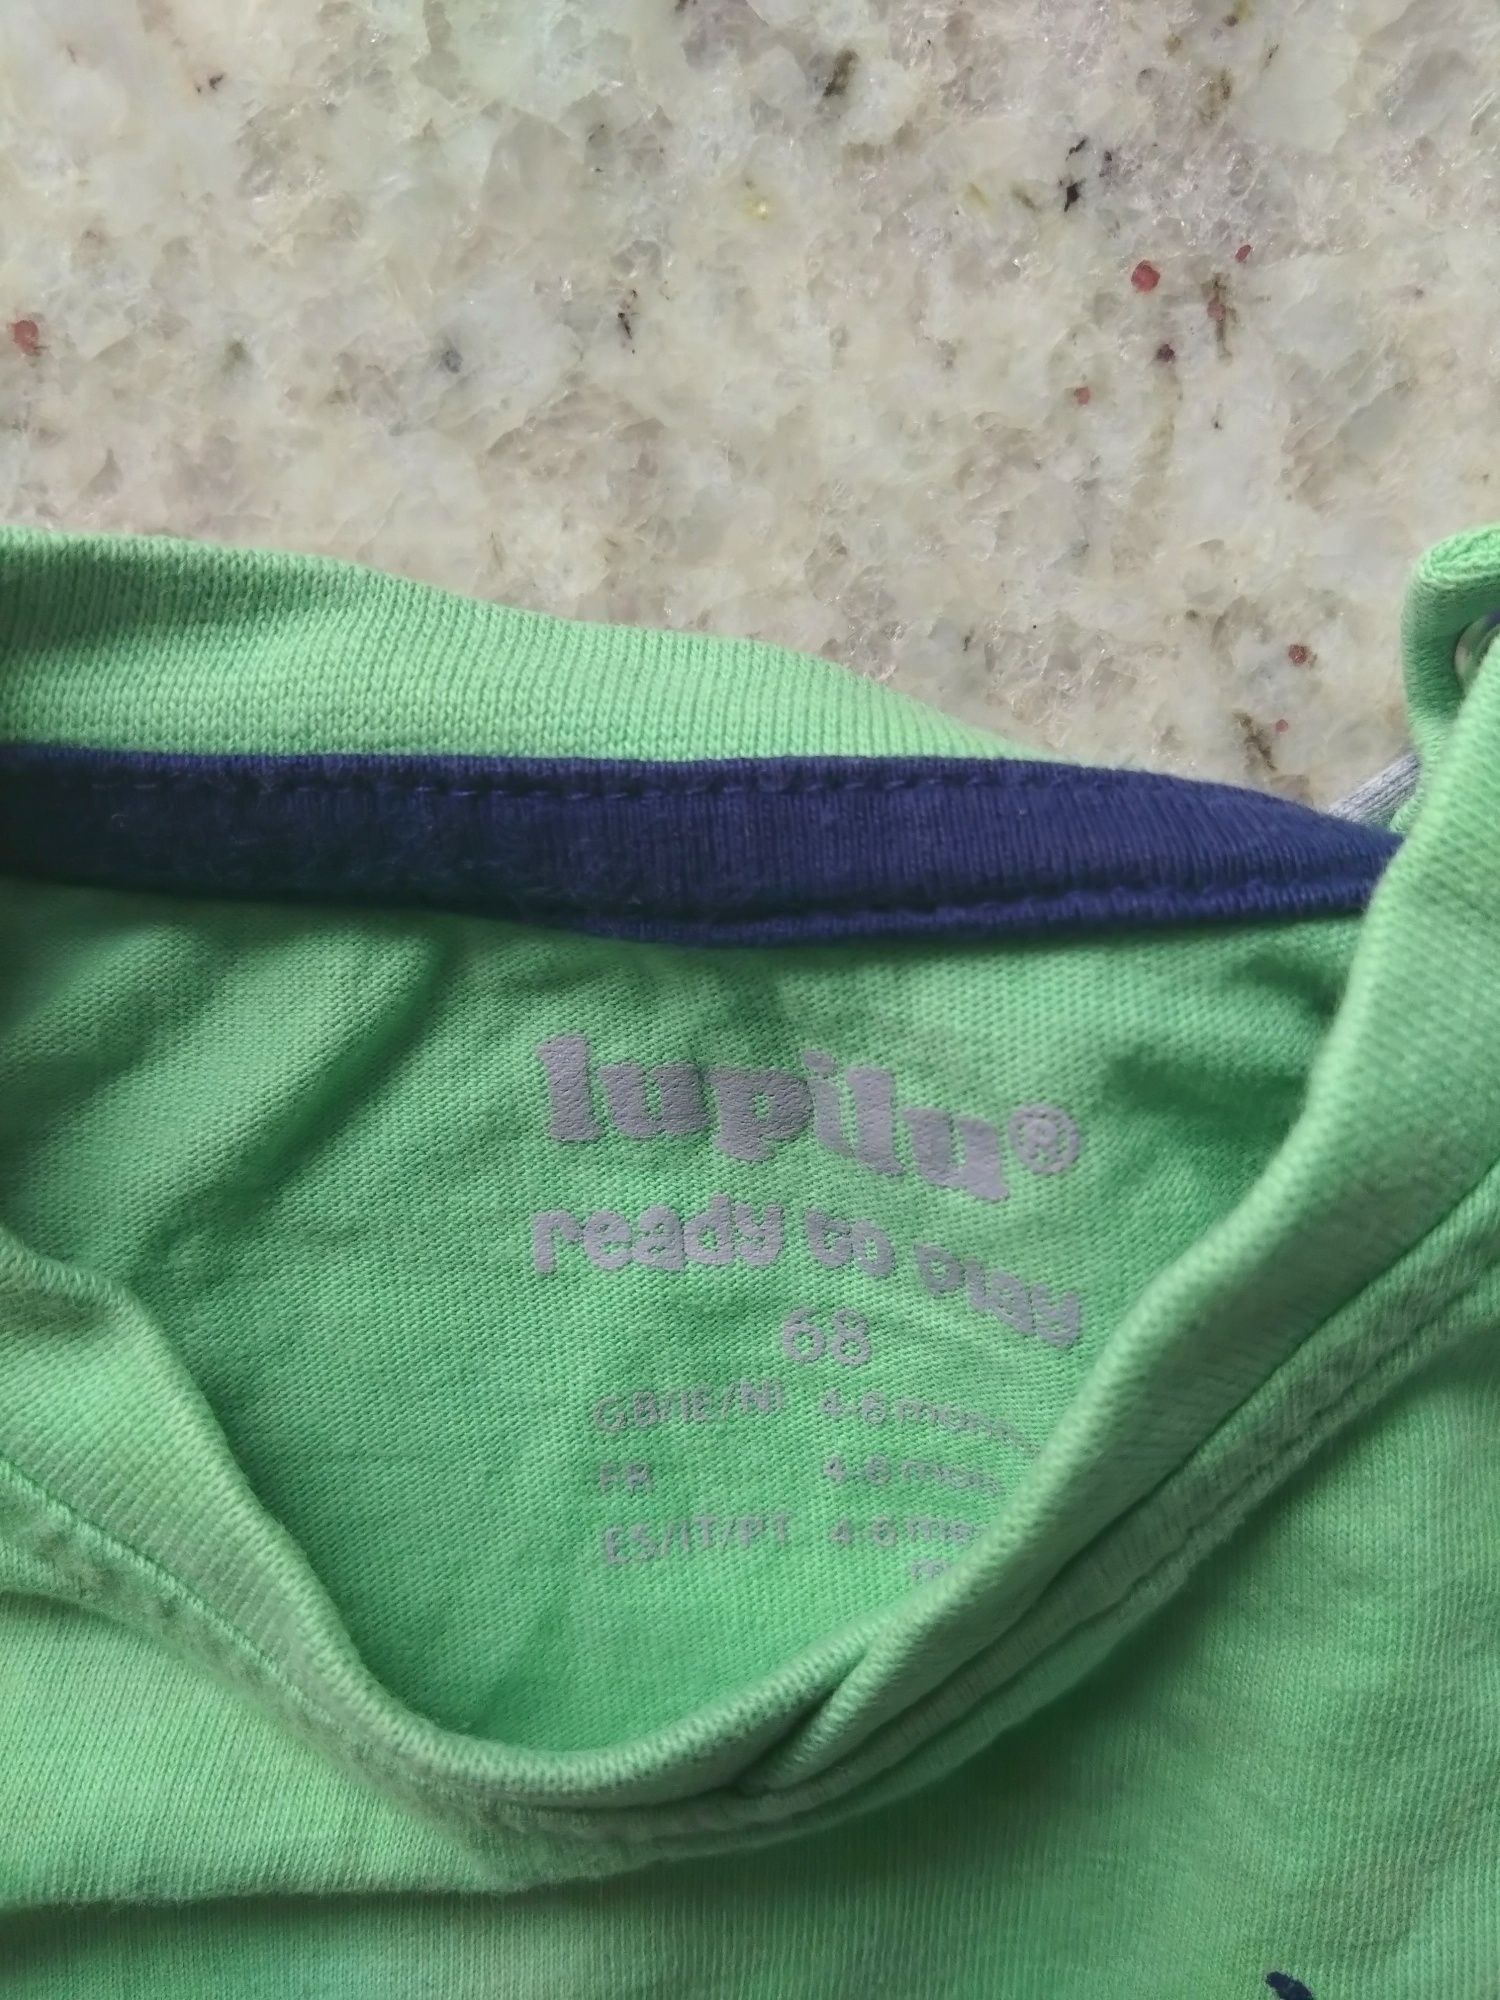 lupilu®
ready to play
68
GB/IE/NI 4-6 months
FR 4-6 mois
ES/IT/PT 4-6